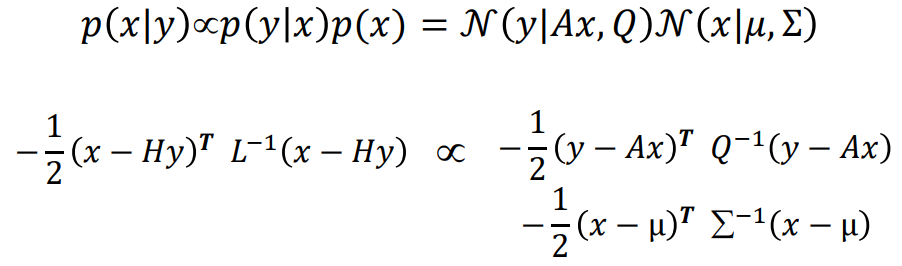 p(x|y)∝p(y|x)p(x) = 𝒩(y|Ax, Q)𝒩(x|μ, Σ)
−1/2(x − Hy)ᵀ L⁻¹(x − Hy) ∝ −1/2(y − Ax)ᵀ Q⁻¹(y − Ax)
−1/2(x − μ)ᵀ Σ⁻¹(x − μ)